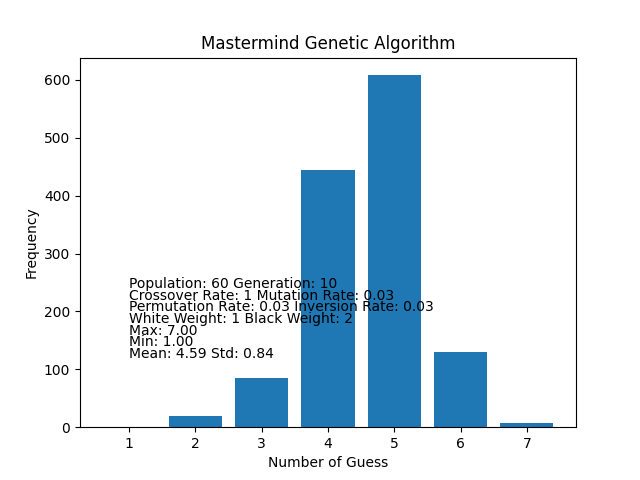 Mastermind Genetic Algorithm
600
500
400
300
200
100
0
Frequency
Population: 60 Generation: 10
Crossover Rate: 1 Mutation Rate: 0.03
Permutation Rate: 0.03 Inversion Rate: 0.03
White Weight: 1 Black Weight: 2
Max: 7.00
Min: 1.00
Mean: 4.59 Std: 0.84
1 2 3 4 5 6 7
Number of Guess